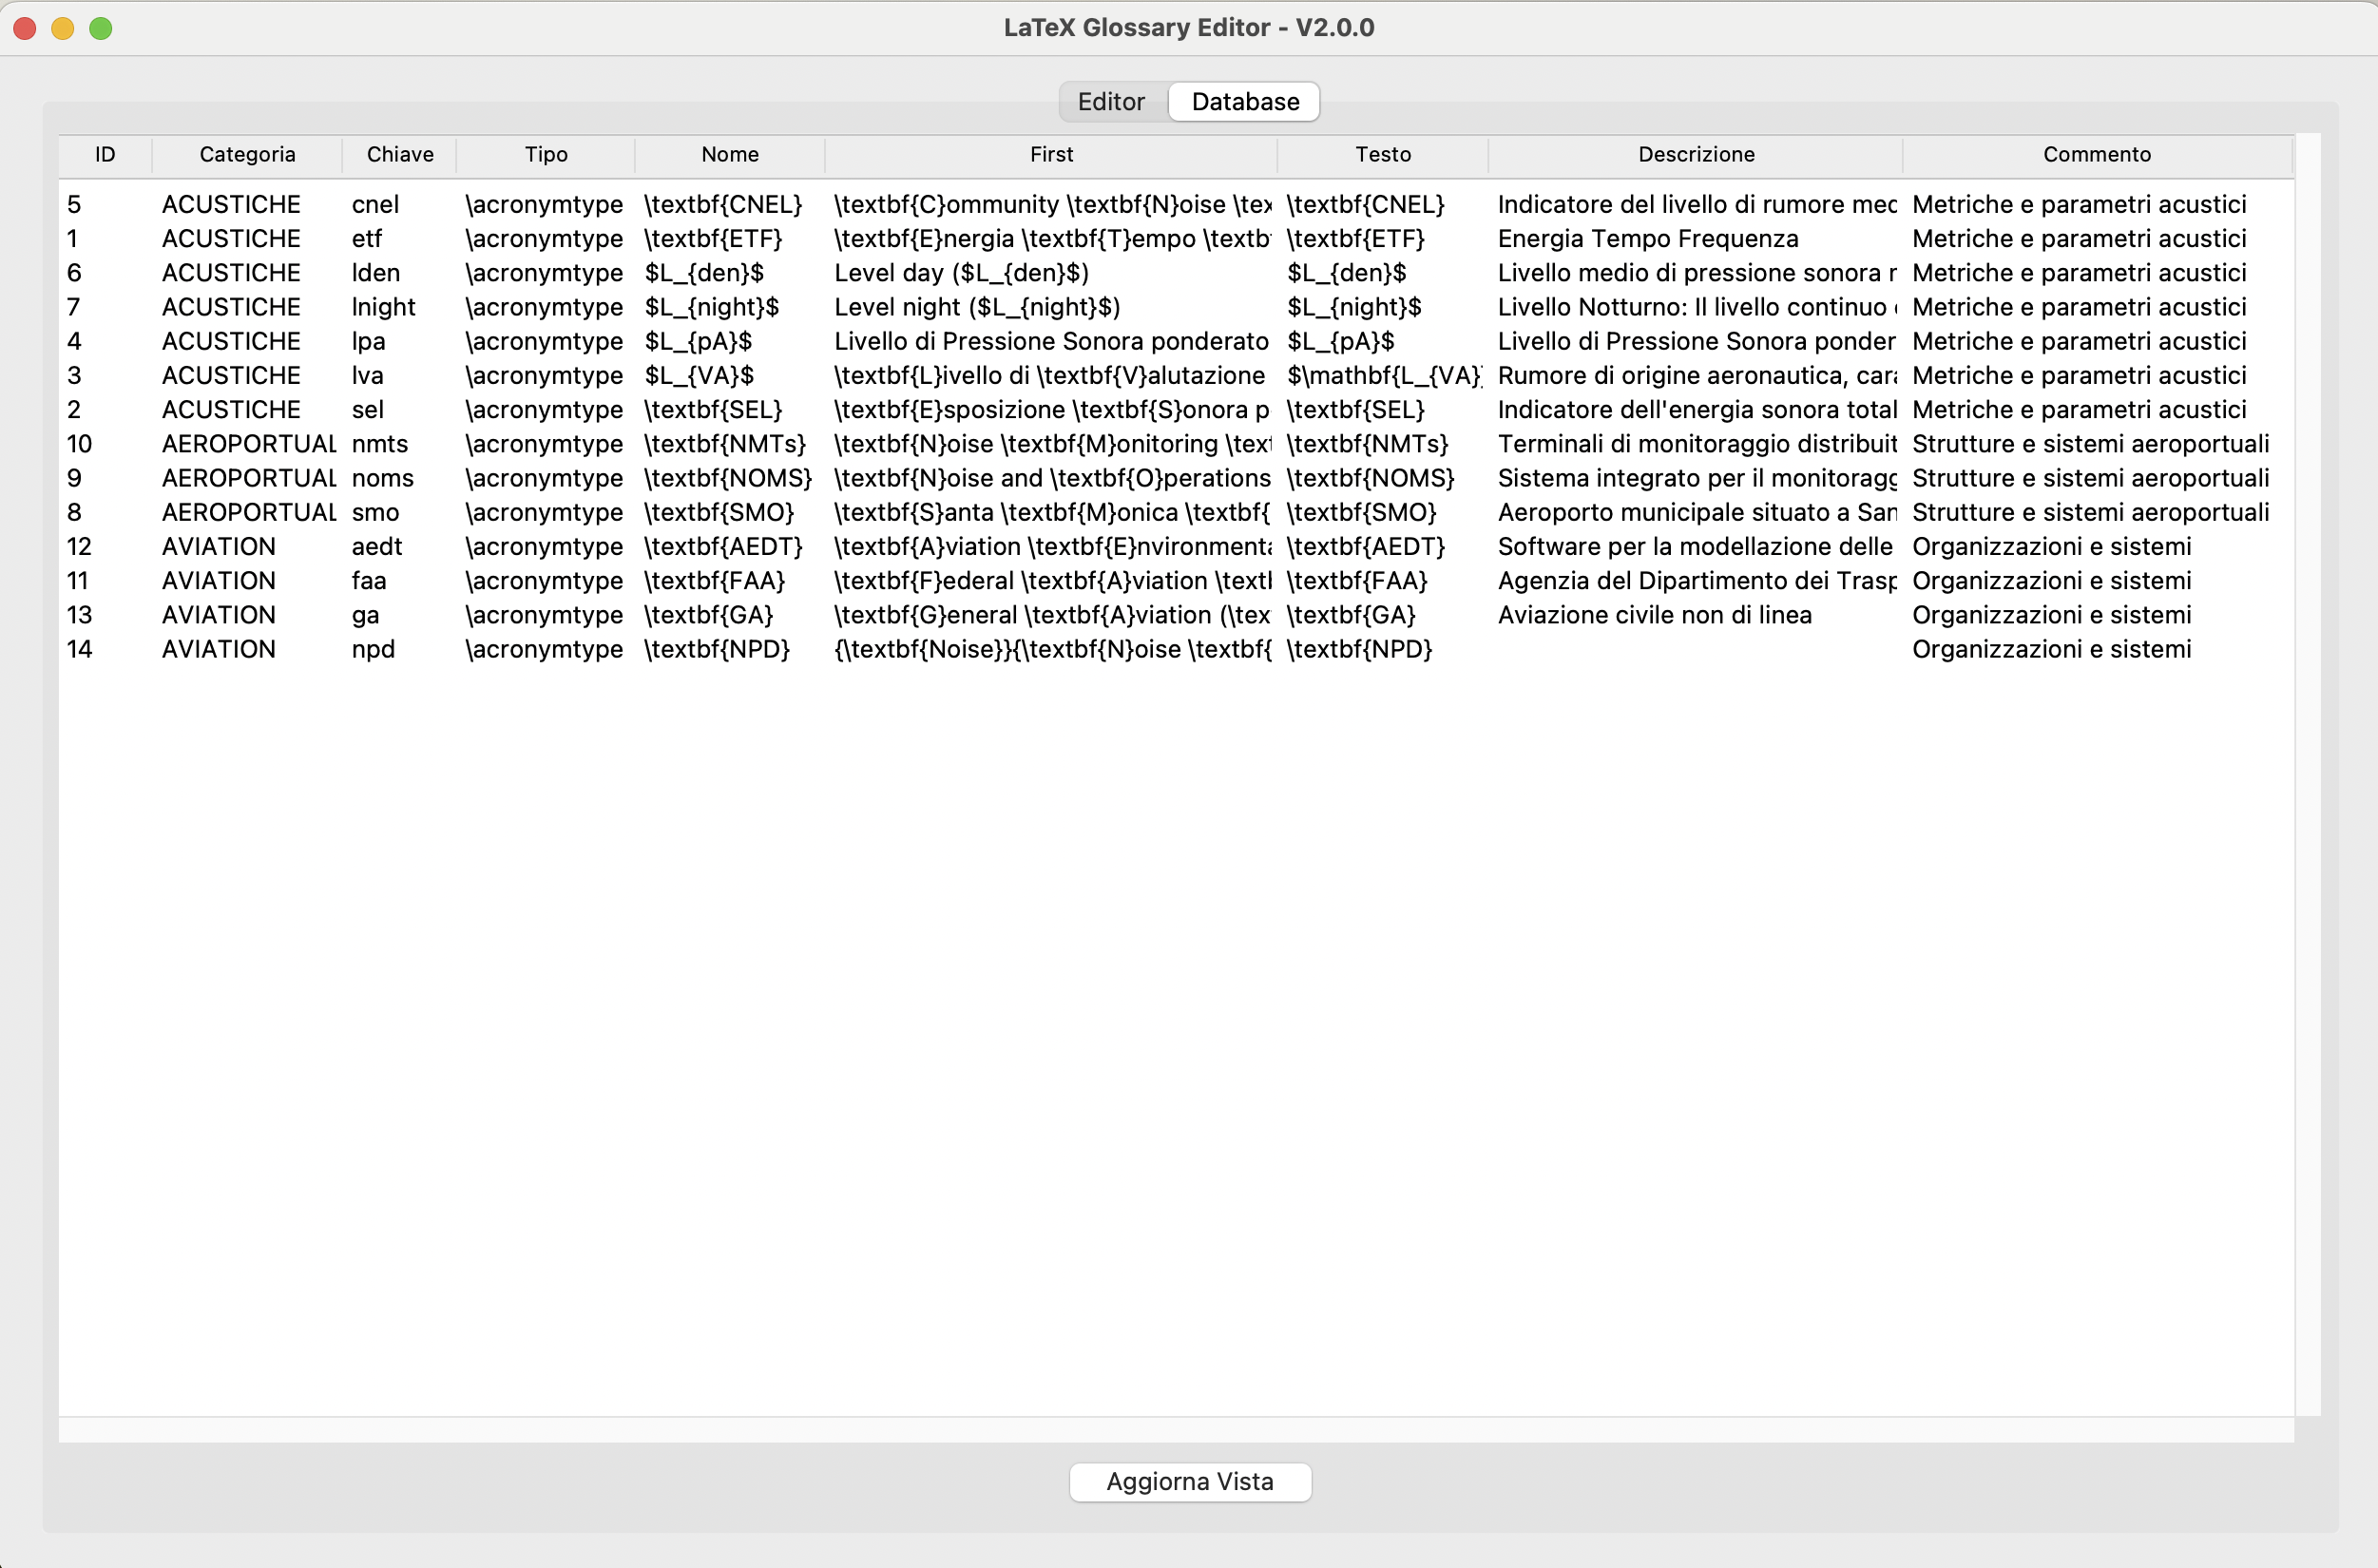 LaTeX Glossary Editor - V2.0.0
Editor Database
ID Categoria Chiave Tipo Nome First Testo Descrizione Commento
5 ACUSTICHE cnel \acronymtype \textbf{CNEL} \textbf{C}ommunity \textbf{N}oise \tex \textbf{CNEL} Indicatore del livello di rumore med Metriche e parametri acustici
1 ACUSTICHE etf \acronymtype \textbf{ETF} \textbf{E}nergia \textbf{T}empo \textb \textbf{ETF} Energia Tempo Frequenza Metriche e parametri acustici
6 ACUSTICHE lden \acronymtype $L_{den}$ Level day ($L_{den}$) $L_{den}$ Livello medio di pressione sonora Metriche e parametri acustici
7 ACUSTICHE lnight \acronymtype $L_{night}$ Level night ($L_{night}$) $L_{night}$ Livello Notturno: Il livello continuo Metriche e parametri acustici
4 ACUSTICHE lpa \acronymtype $L_{pA}$ Livello di Pressione Sonora ponderato $L_{pA}$ Livello di Pressione Sonora ponder Metriche e parametri acustici
3 ACUSTICHE lva \acronymtype $L_{VA}$ \textbf{L}ivello di \textbf{V}alutazione $\mathbf{L_{VA} Rumore di origine aeronautica, cara Metriche e parametri acustici
2 ACUSTICHE sel \acronymtype \textbf{SEL} \textbf{E}sposizione \textbf{S}onora p \textbf{SEL} Indicatore dell'energia sonora total Metriche e parametri acustici
10 AEROPORTUAL nmts \acronymtype \textbf{NMTs} \textbf{N}oise \textbf{M}onitoring \text \textbf{NMTs} Terminali di monitoraggio distribuit Strutture e sistemi aeroportuali
9 AEROPORTUAL noms \acronymtype \textbf{NOMS} \textbf{N}oise and \textbf{O}perations \textbf{NOMS} Sistema integrato per il monitoragg Strutture e sistemi aeroportuali
8 AEROPORTUAL smo \acronymtype \textbf{SMO} \textbf{S}anta \textbf{M}onica \textbf{ \textbf{SMO} Aeroporto municipale situato a San Strutture e sistemi aeroportuali
12 AVIATION aedt \acronymtype \textbf{AEDT} \textbf{A}viation \textbf{E}nvironmenta \textbf{AEDT} Software per la modellazione delle Organizzazioni e sistemi
11 AVIATION faa \acronymtype \textbf{FAA} \textbf{F}ederal \textbf{A}viation \textl \textbf{FAA} Agenzia del Dipartimento dei Trasp Organizzazioni e sistemi
13 AVIATION ga \acronymtype \textbf{GA} \textbf{G}eneral \textbf{A}viation (\tex \textbf{GA} Aviazione civile non di linea Organizzazioni e sistemi
14 AVIATION npd \acronymtype \textbf{NPD} {\textbf{Noise}}{\textbf{N}oise \textbf{ \textbf{NPD} Organizzazioni e sistemi
Aggiorna Vista